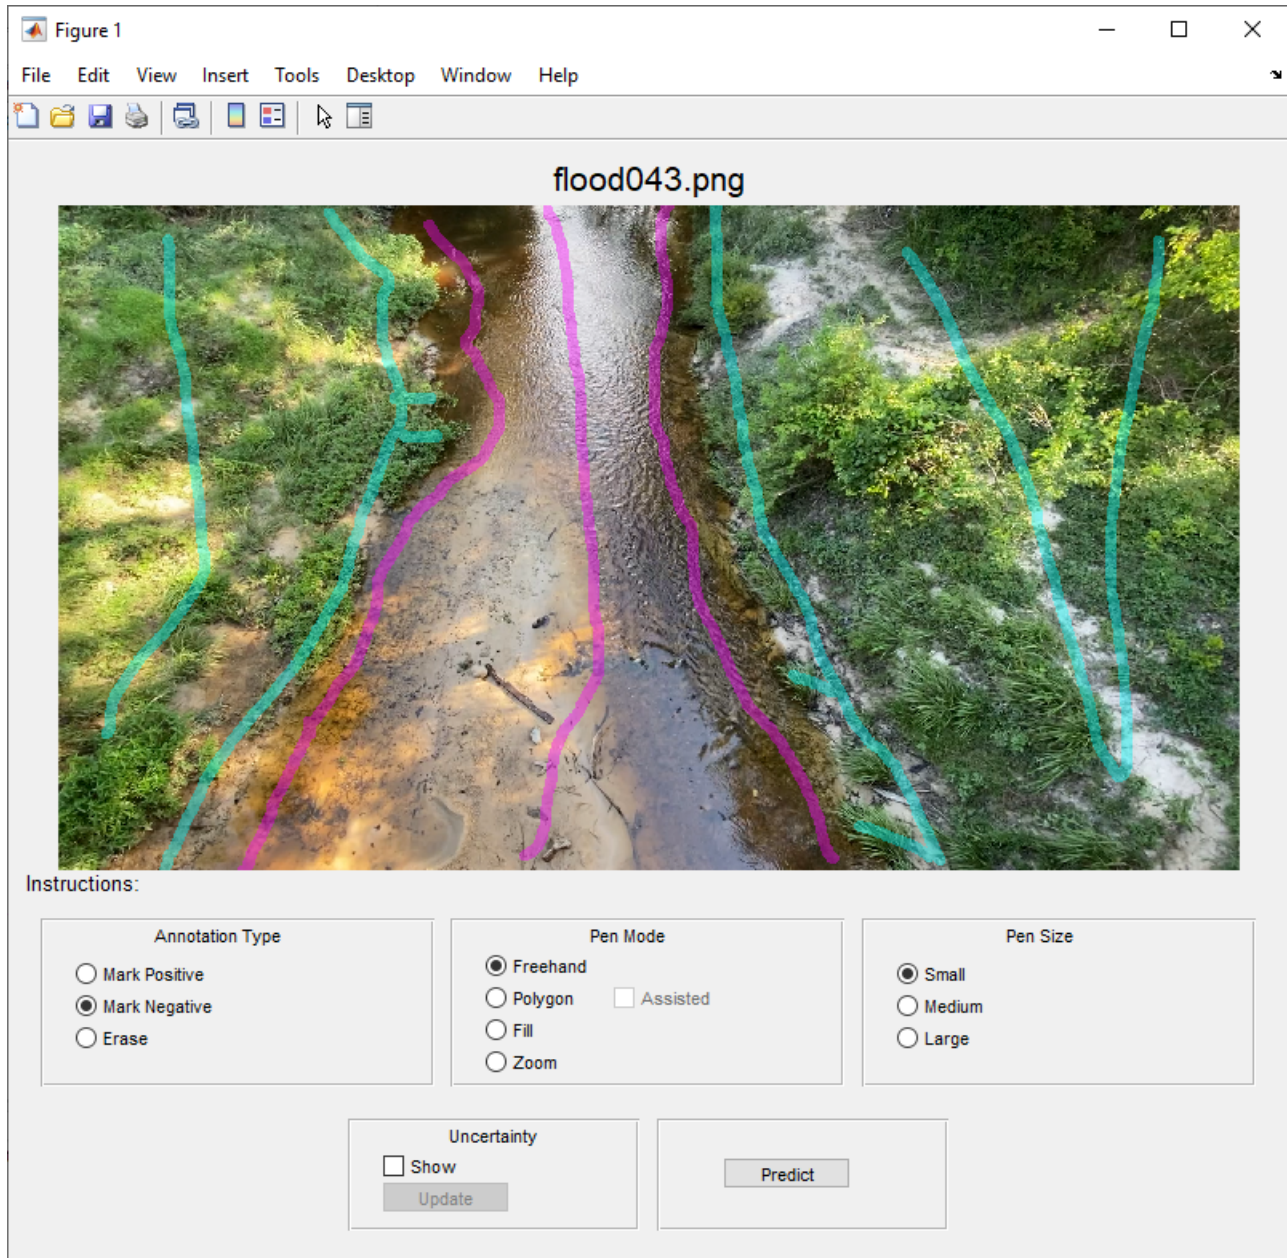 Figure 1
File Edit View Insert Tools Desktop Window Help
flood043.png
Instructions:
Annotation Type
Mark Positive
Mark Negative
Erase
Pen Mode
Freehand
Polygon Assisted
Fill
Zoom
Pen Size
Small
Medium
Large
Uncertainty
Show
Update
Predict